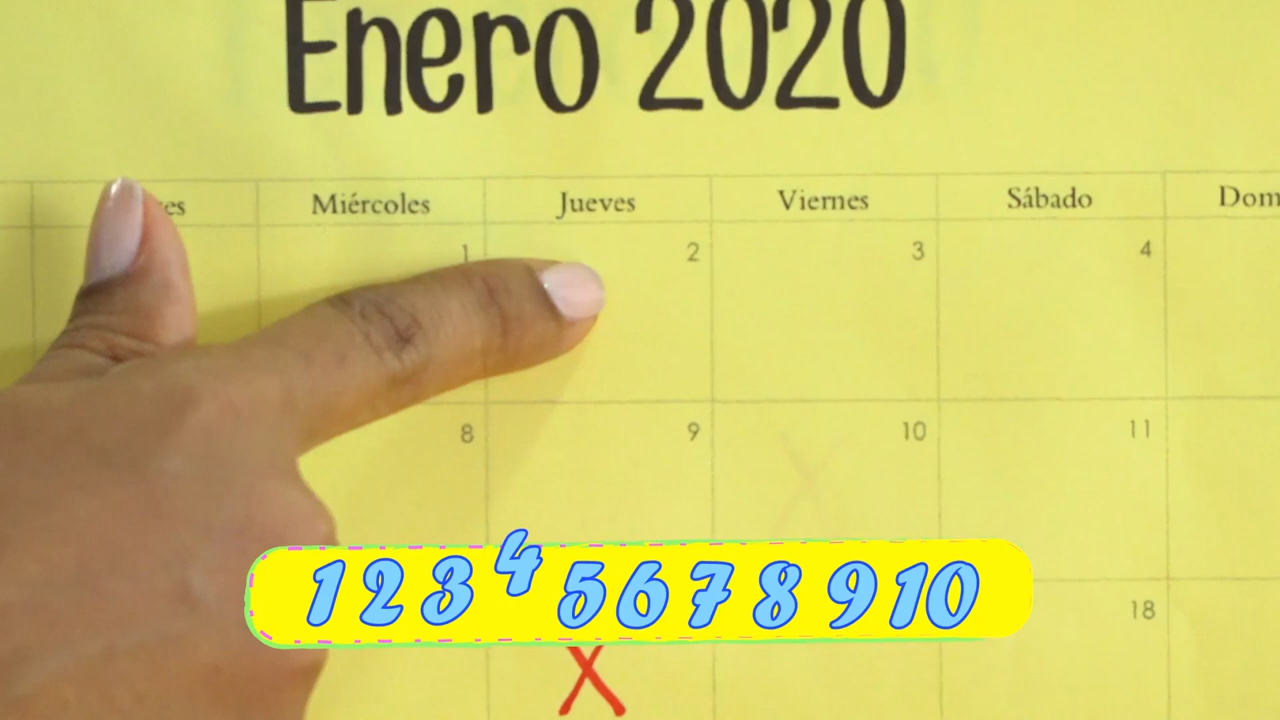 Enero 2020
Miércoles Jueves Viernes Sábado
1 2 3 4
8 9 10 11
1 2 3 4 5 6 7 8 9 10
18
X